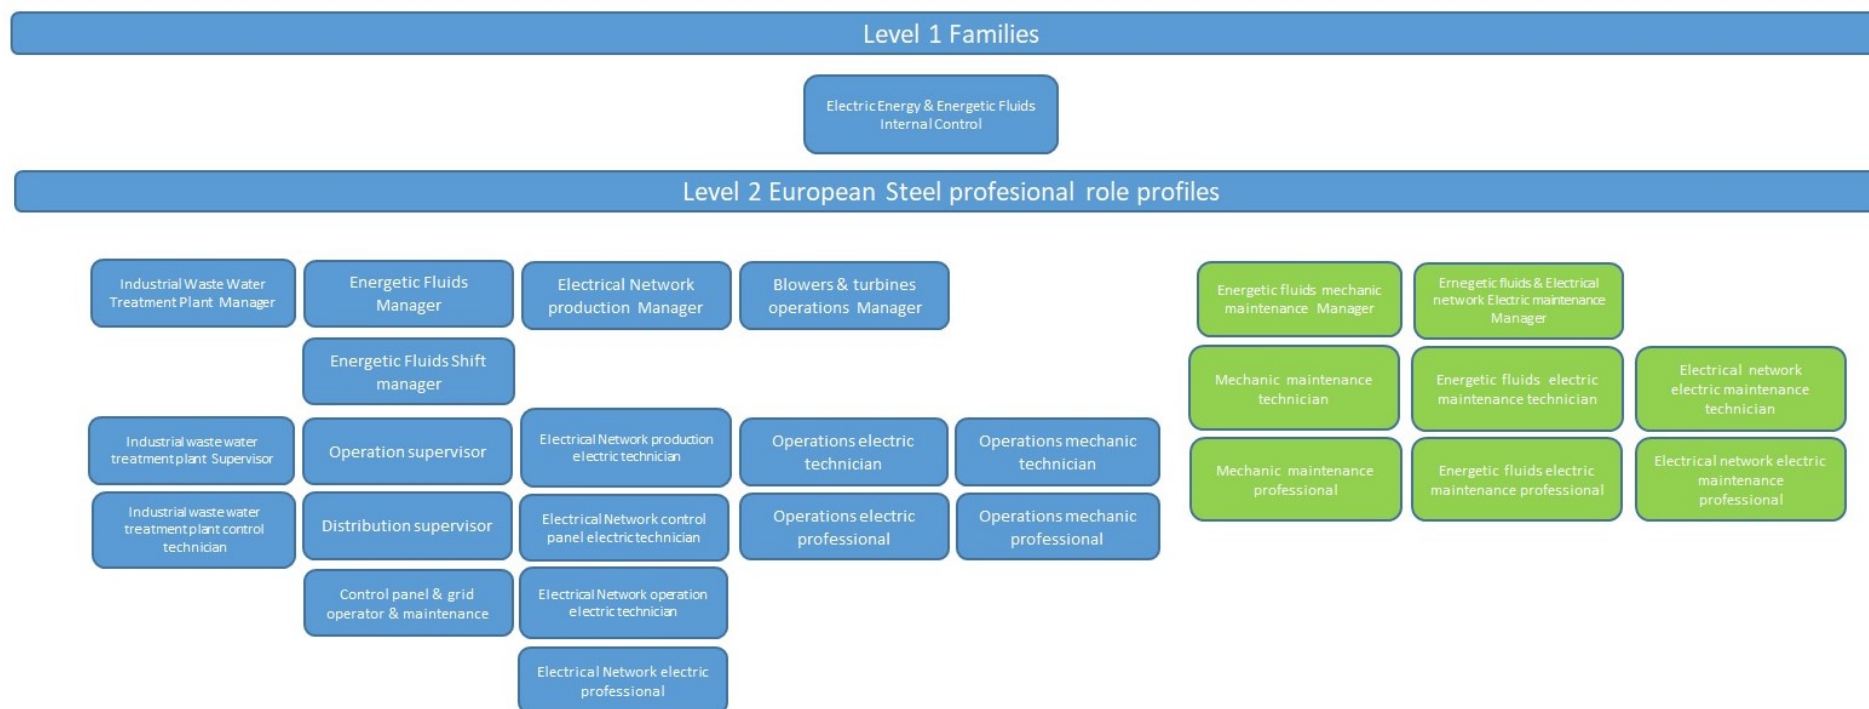 Level 1 Families
Electric Energy & Energetic Fluids
Internal Control
Level 2 European Steel profesional role profiles
Industrial Waste Water
Treatment Plant Manager
Energetic Fluids
Manager
Electrical Network
production Manager
Blowers & turbines
operations Manager
Energetic fluids mechanic
maintenance Manager
Ernegetic fluids & Electrical
network Electric maintenance
Manager
Energetic Fluids Shift
manager
Mechanic maintenance
technician
Energetic fluids electric
maintenance technician
Electrical network
electric maintenance
technician
Industrial waste water
treatment plant Supervisor
Operation supervisor
Electrical Network production
electric technician
Operations electric
technician
Operations mechanic
technician
Mechanic maintenance
professional
Energetic fluids electric
maintenance professional
Electrical network electric
maintenance
professional
Industrial waste water
treatment plant control
technician
Distribution supervisor
Electrical Network control
panel electric technician
Operations electric
professional
Operations mechanic
professional
Control panel & grid
operator & maintenance
Electrical Network operation
electric technician
Electrical Network electric
professional